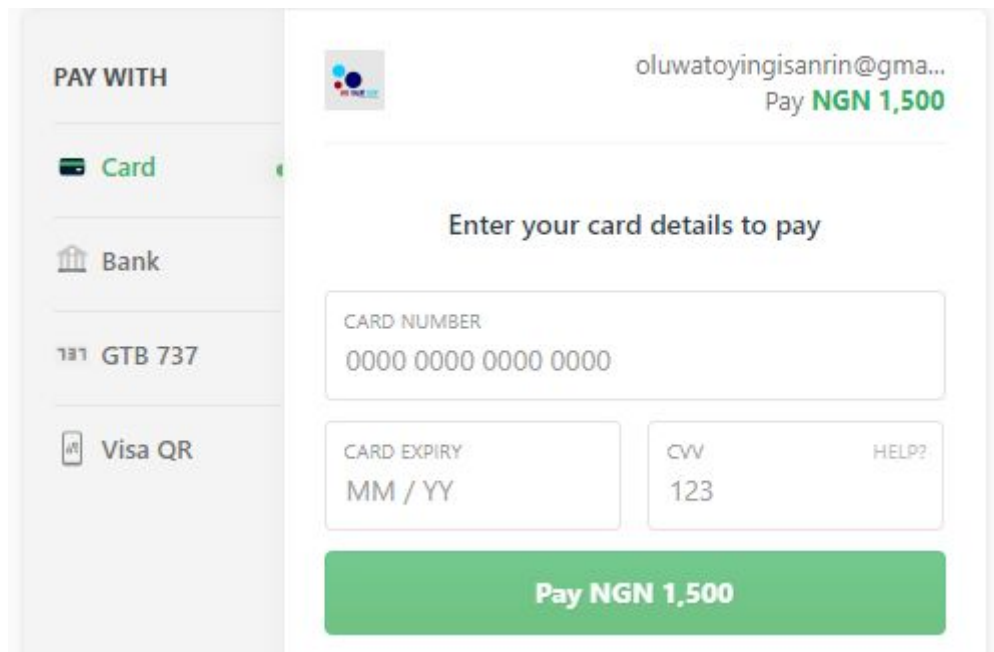 PAY WITH
Card
Bank
737 GTB 737
Visa QR
oluwatoyingisanrin@gma...
Pay NGN 1,500
Enter your card details to pay
CARD NUMBER
0000 0000 0000 0000
CARD EXPIRY
MM / YY
CVV HELP?
123
Pay NGN 1,500